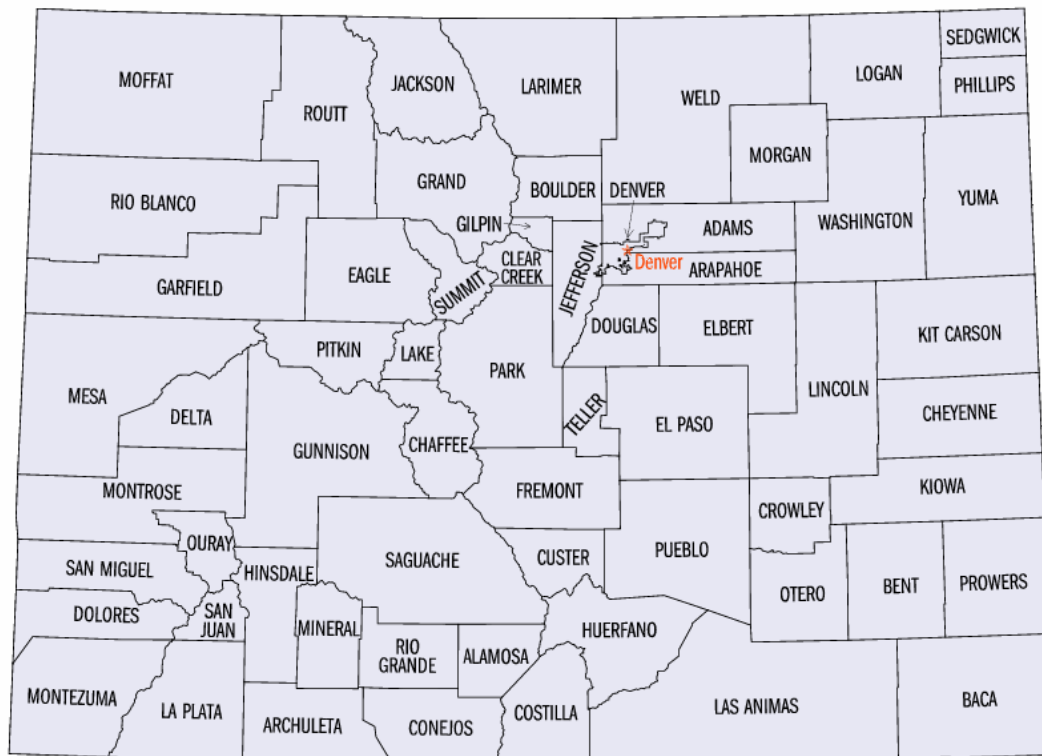 SEDGWICK
MOFFAT
JACKSON
LARIMER
LOGAN
PHILLIPS
WELD
ROUTT
MORGAN
GRAND
BOULDER
DENVER
YUMA
RIO BLANCO
GILPIN
ADAMS
WASHINGTON
CLEAR
CREEK
Denver
ARAPAHOE
EAGLE
JEFFERSON
GARFIELD
SUMMIT
DOUGLAS
ELBERT
KIT CARSON
PITKIN
LAKE
PARK
LINCOLN
MESA
TELLER
CHEYENNE
DELTA
EL PASO
GUNNISON
CHAFFEE
MONTROSE
FREMONT
KIOWA
CROWLEY
OURAY
PUEBLO
SAGUACHE
CUSTER
SAN MIGUEL
HINSDALE
OTERO
BENT
PROWERS
DOLORES
SAN
JUAN
MINERAL
HUERFANO
RIO
GRANDE
ALAMOSA
MONTEZUMA
LA PLATA
ARCHULETA
CONEJOS
COSTILLA
LAS ANIMAS
BACA